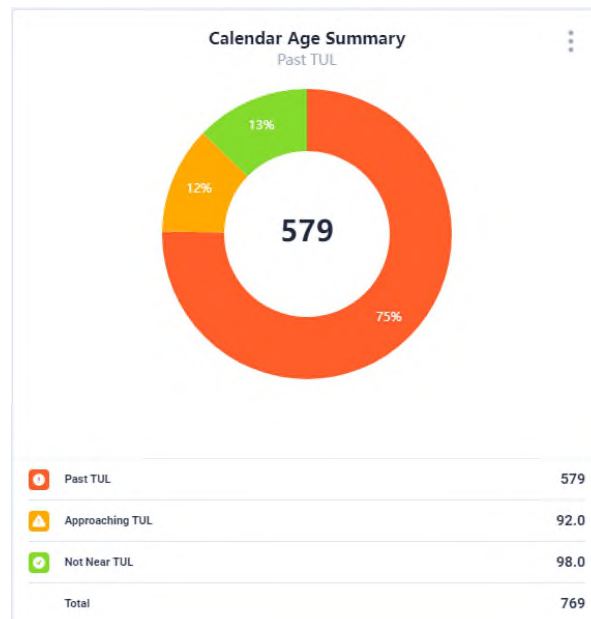 Calendar Age Summary
Past TUL
13%
12%
579
75%
Past TUL 579
Approaching TUL 92.0
Not Near TUL 98.0
Total 769